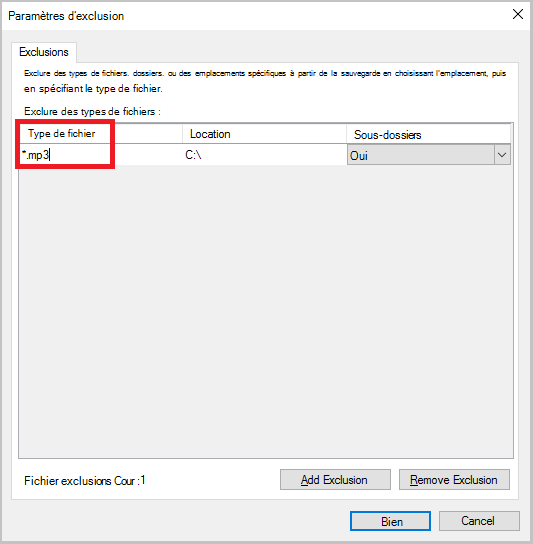 Paramètres d'exclusion
Exclusions
Exclure des types de fichiers. dossiers. ou des emplacements spécifiques à partir de la sauvegarde en choisissant l'emplacement, puis
en spécifiant le type de fichier.
Exclure des types de fichiers :
Type de fichier Location Sous-dossiers
*.mp3 C:\ Oui
Fichier exclusions Cour :1 Add Exclusion Remove Exclusion
Bien Cancel